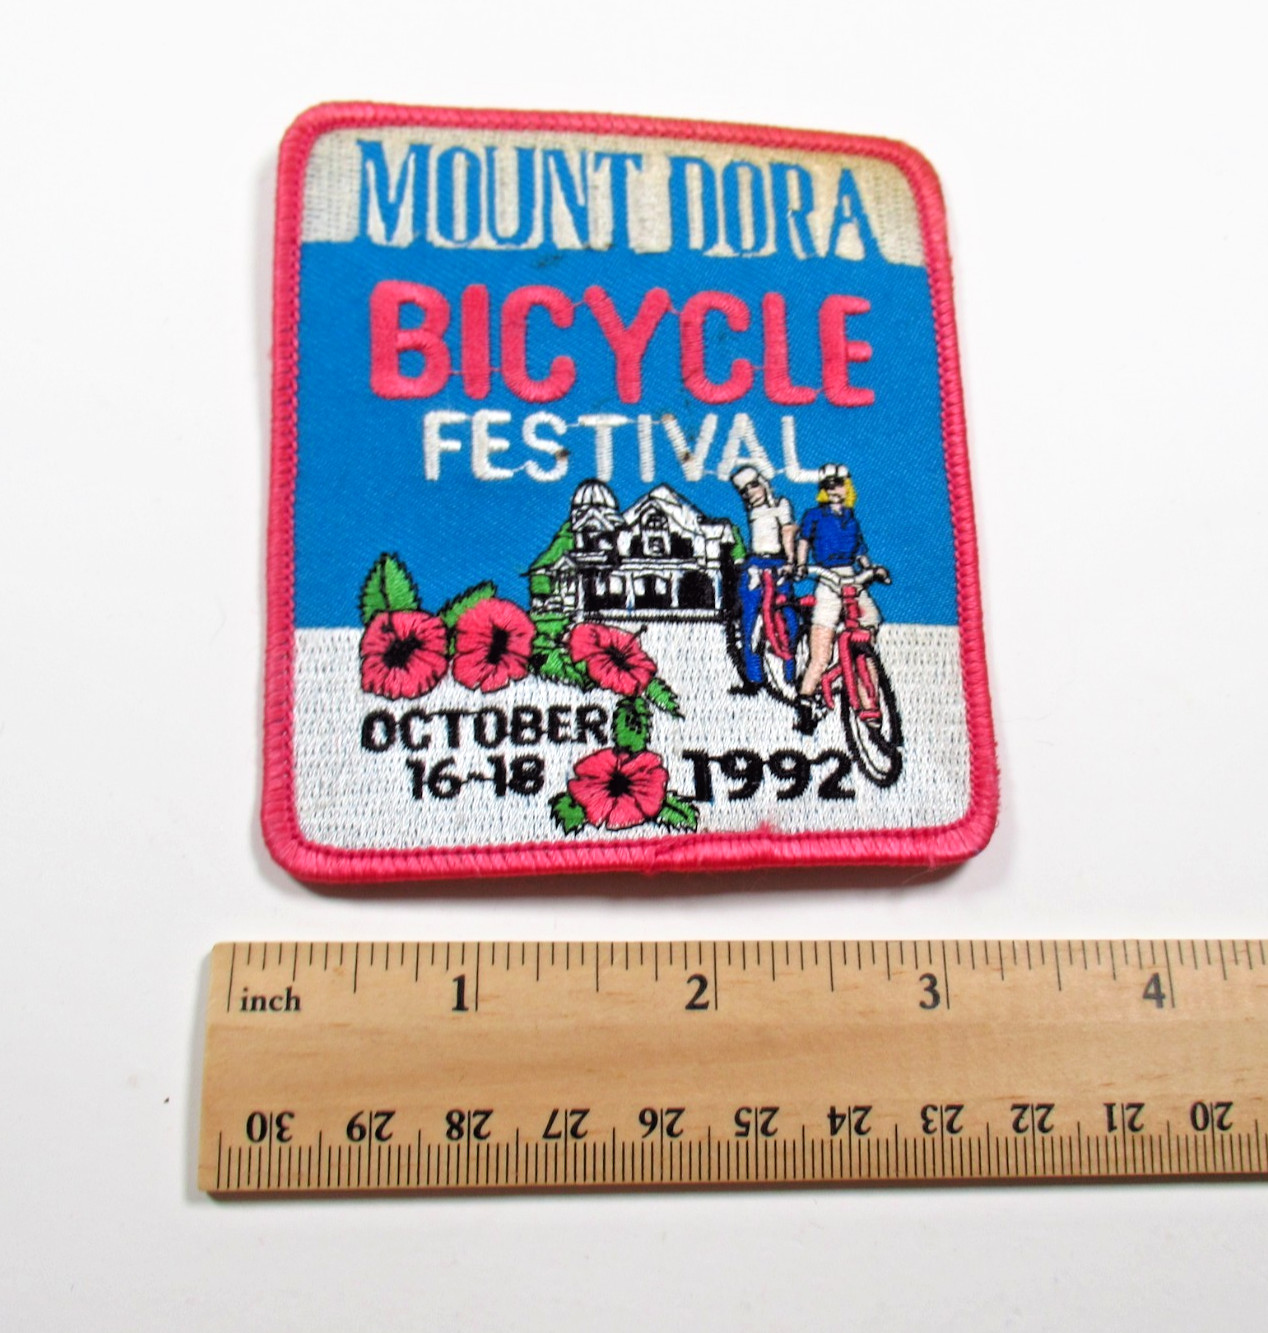 MOUNT DORA
BICYCLE
FESTIVAL
OCTOBER
16-18 1992
inch 1 2 3 4
30 29 28 27 26 25 24 23 22 21 20